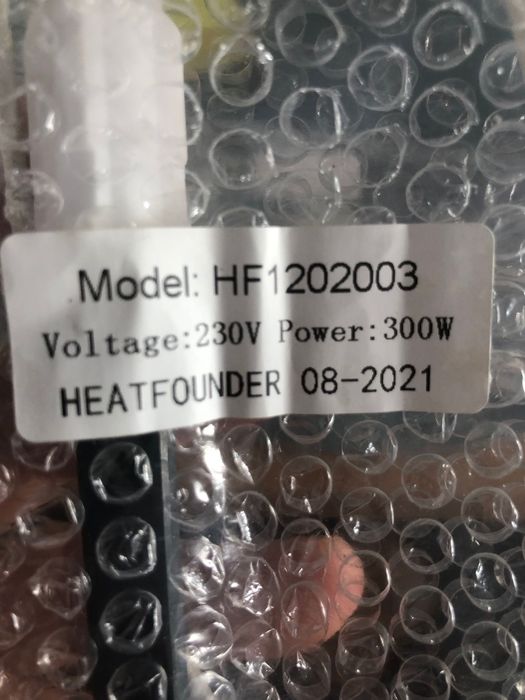 Model: HF1202003
Voltage:230V Power:300W
HEATFOUNDER 08-2021